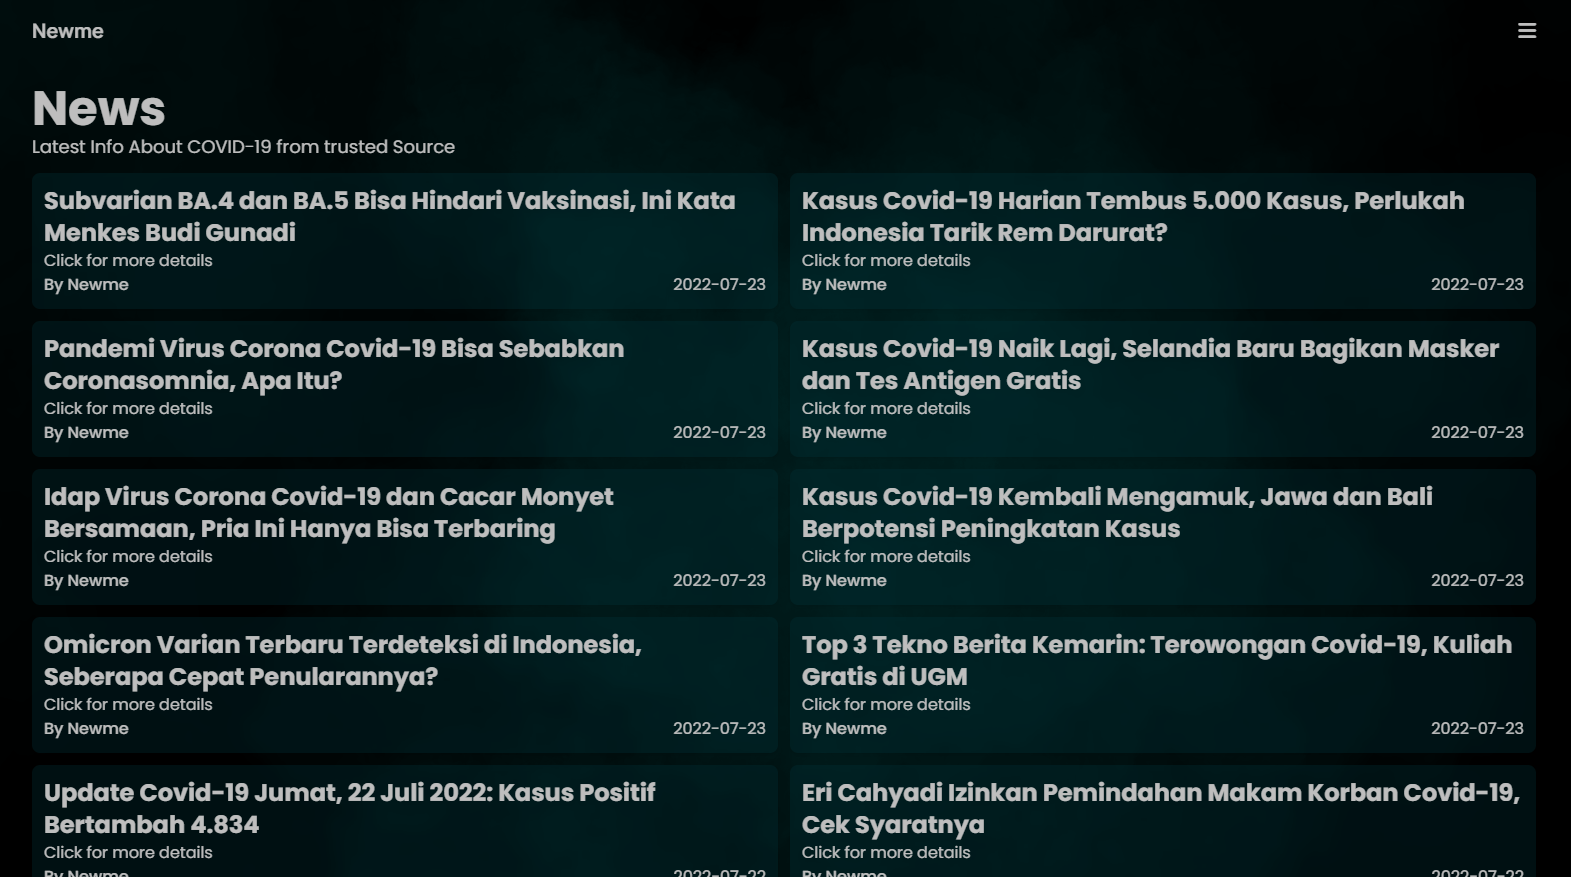 Newme
News
Latest Info About COVID-19 from trusted Source
Subvarian BA.4 dan BA.5 Bisa Hindari Vaksinasi, Ini Kata
Menkes Budi Gunadi
Click for more details
By Newme
2022-07-23
Kasus Covid-19 Harian Tembus 5.000 Kasus, Perlukah
Indonesia Tarik Rem Darurat?
Click for more details
By Newme
2022-07-23
Pandemi Virus Corona Covid-19 Bisa Sebabkan
Coronasomnia, Apa Itu?
Click for more details
By Newme
2022-07-23
Kasus Covid-19 Naik Lagi, Selandia Baru Bagikan Masker
dan Tes Antigen Gratis
Click for more details
By Newme
2022-07-23
Idap Virus Corona Covid-19 dan Cacar Monyet
Bersamaan, Pria Ini Hanya Bisa Terbaring
Click for more details
By Newme
2022-07-23
Kasus Covid-19 Kembali Mengamuk, Jawa dan Bali
Berpotensi Peningkatan Kasus
Click for more details
By Newme
2022-07-23
Omicron Varian Terbaru Terdeteksi di Indonesia,
Seberapa Cepat Penularannya?
Click for more details
By Newme
2022-07-23
Top 3 Tekno Berita Kemarin: Terowongan Covid-19, Kuliah
Gratis di UGM
Click for more details
By Newme
2022-07-23
Update Covid-19 Jumat, 22 Juli 2022: Kasus Positif
Bertambah 4.834
Click for more details
By Newme
2022-07-22
Eri Cahyadi Izinkan Pemindahan Makam Korban Covid-19,
Cek Syaratnya
Click for more details
By Newme
2022-07-22